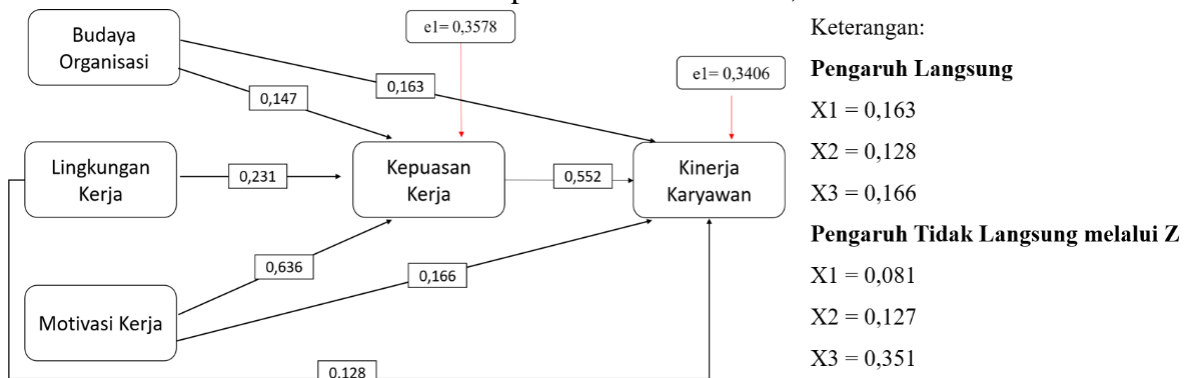 Budaya
Organisasi
e1= 0,3578
e1= 0,3406
0,163
0,147
Lingkungan
Kerja
0,231
Kepuasan
Kerja
0,552
Kinerja
Karyawan
0,636
0,166
Motivasi Kerja
0,128
Keterangan:
Pengaruh Langsung
X1 = 0,163
X2 = 0,128
X3 = 0,166
Pengaruh Tidak Langsung melalui Z
X1 = 0,081
X2 = 0,127
X3 = 0,351